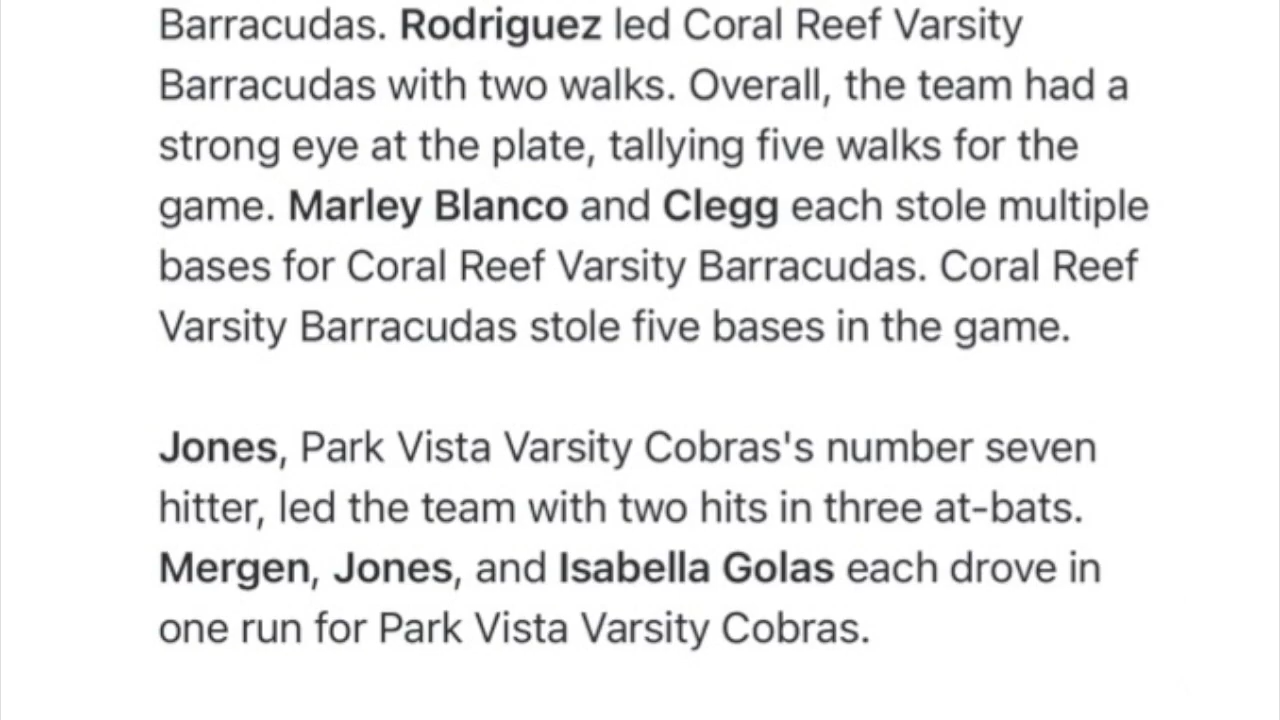 Barracudas. Rodriguez led Coral Reef Varsity
Barracudas with two walks. Overall, the team had a
strong eye at the plate, tallying five walks for the
game. Marley Blanco and Clegg each stole multiple
bases for Coral Reef Varsity Barracudas. Coral Reef
Varsity Barracudas stole five bases in the game.
Jones, Park Vista Varsity Cobras's number seven
hitter, led the team with two hits in three at-bats.
Mergen, Jones, and Isabella Golas each drove in
one run for Park Vista Varsity Cobras.